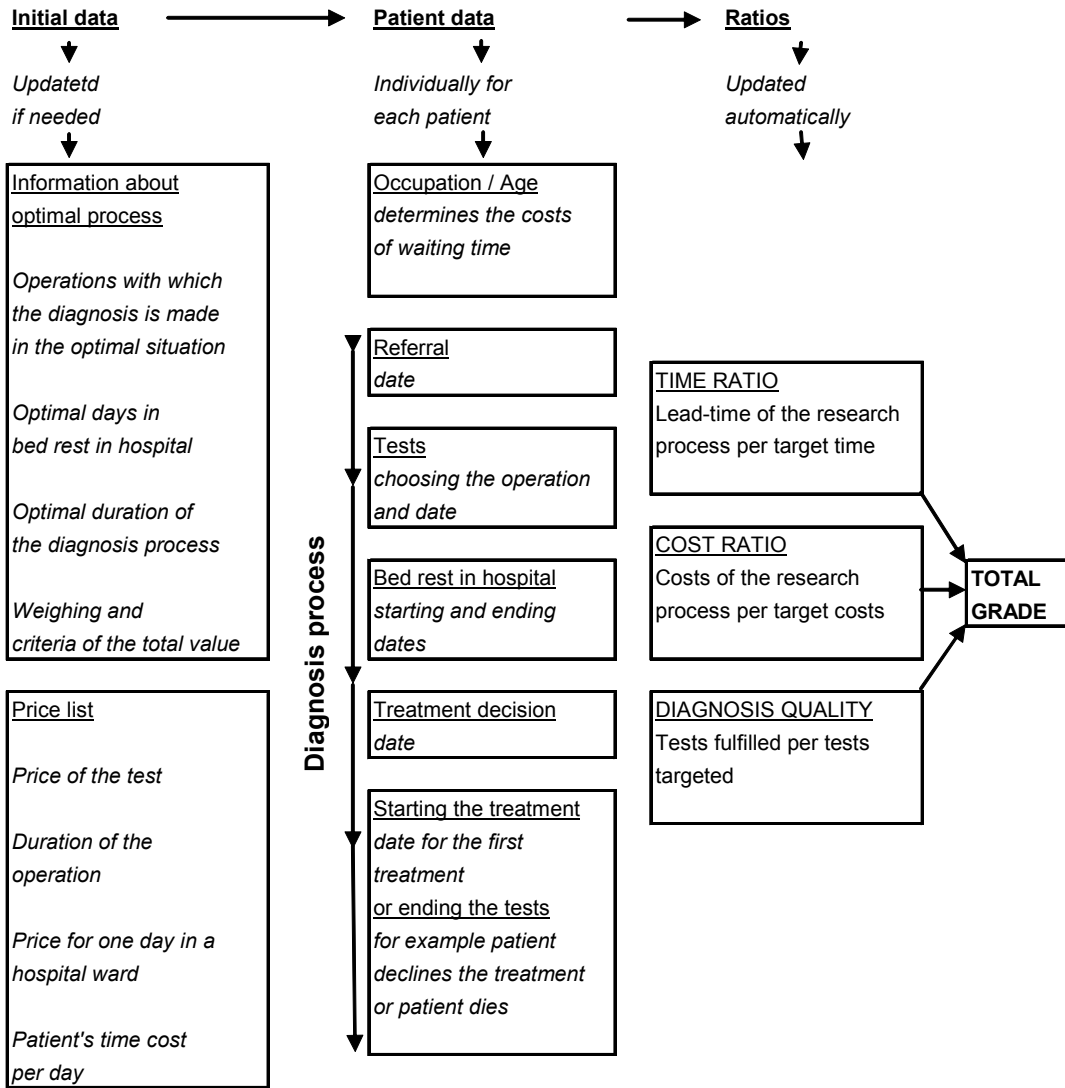 Initial data
Updatetd
if needed
Information about
optimal process
Operations with which
the diagnosis is made
in the optimal situation
Optimal days in
bed rest in hospital
Optimal duration of
the diagnosis process
Weighing and
criteria of the total value
Price list
Price of the test
Duration of the
operation
Price for one day in a
hospital ward
Patient's time cost
per day
Patient data
Individually for
each patient
Occupation / Age
determines the costs
of waiting time
Diagnosis process
Referral
date
Tests
choosing the operation
and date
Bed rest in hospital
starting and ending
dates
Treatment decision
date
Starting the treatment
date for the first
treatment
or ending the tests
for example patient
declines the treatment
or patient dies
Ratios
Updated
automatically
TIME RATIO
Lead-time of the research
process per target time
COST RATIO
Costs of the research
process per target costs
DIAGNOSIS QUALITY
Tests fulfilled per tests
targeted
TOTAL
GRADE